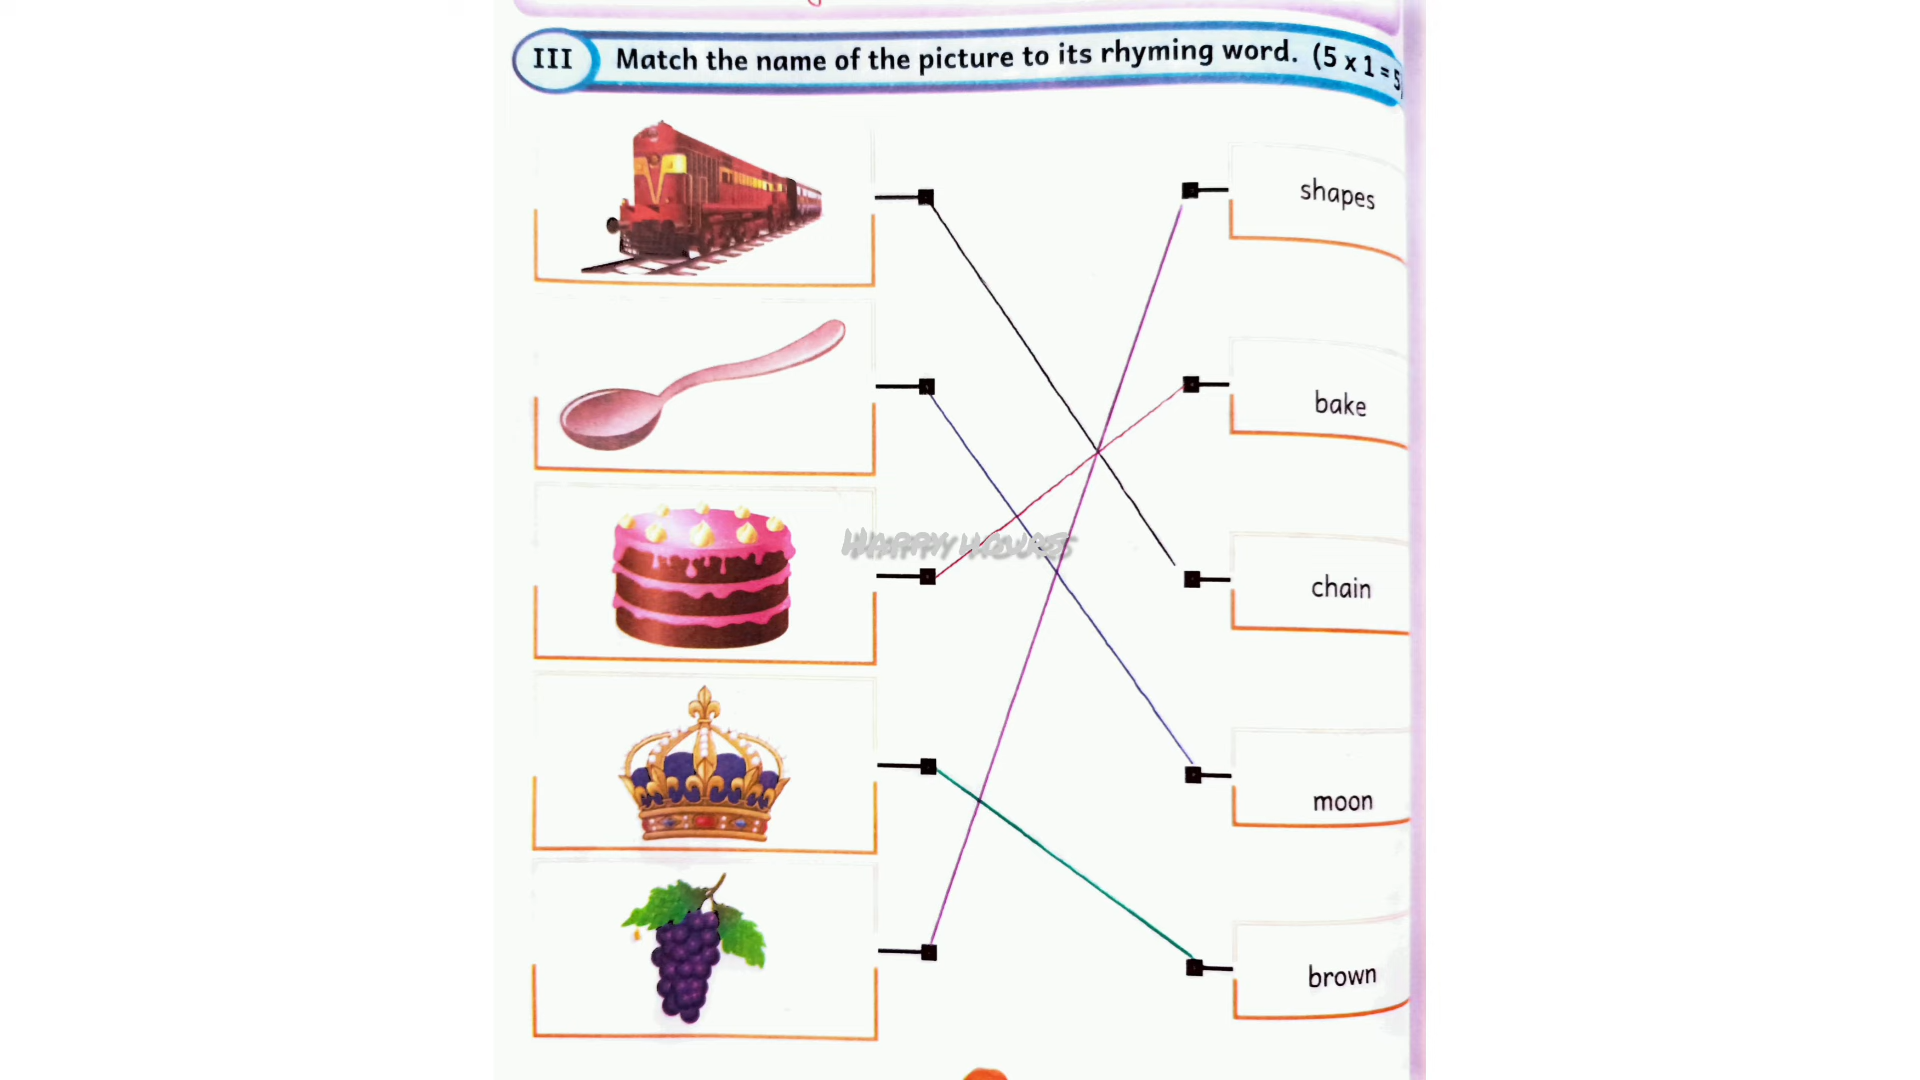 III Match the name of the picture to its rhyming word. (5 x 1 = 5)
shapes
bake
chain
moon
brown